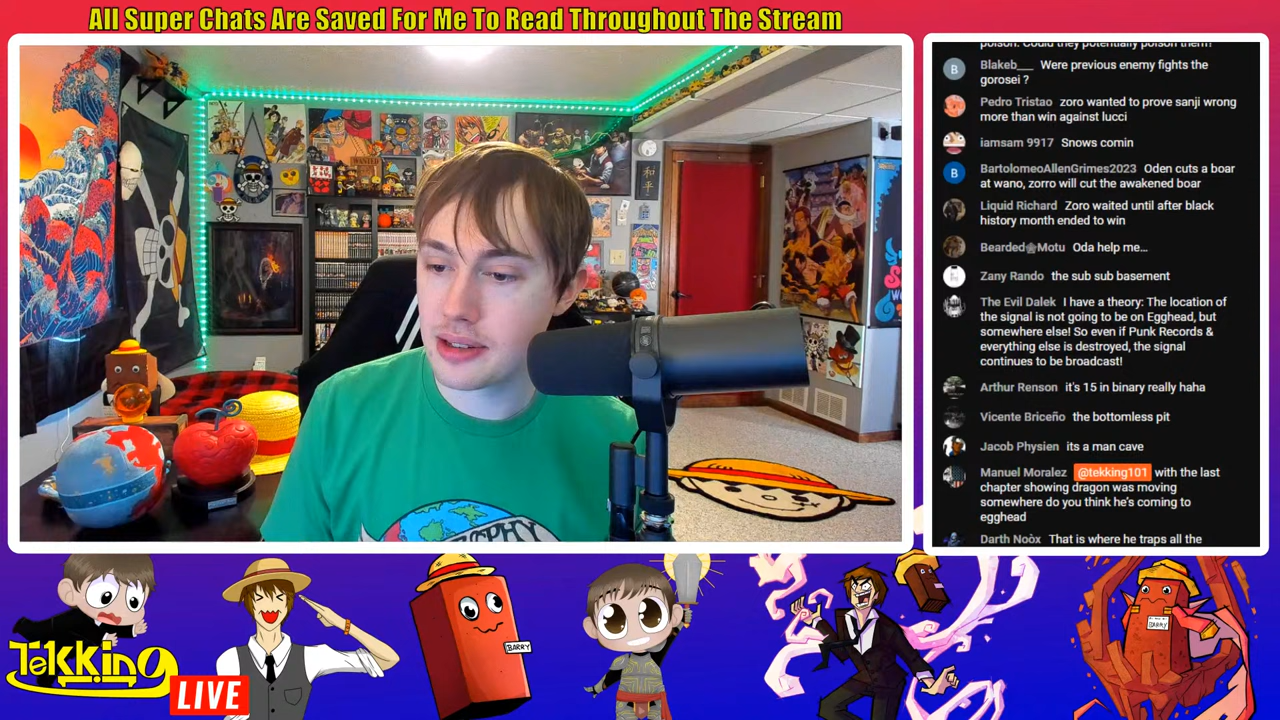 All Super Chats Are Saved For Me To Read Throughout The Stream
WANTED
和平
poison. Could they potentially poison them?
B Blakeb___ Were previous enemy fights the
gorosei ?
Pedro Tristao zoro wanted to prove sanji wrong
more than win against lucci
iamsam 9917 Snows comin
B BartolomeoAllenGrimes2023 Oden cuts a boar
at wano, zorro will cut the awakened boar
Liquid Richard Zoro waited until after black
history month ended to win
Bearded Motu Oda help me...
Zany Rando the sub sub basement
The Evil Dalek I have a theory: The location of
the signal is not going to be on Egghead, but
somewhere else! So even if Punk Records &
everything else is destroyed, the signal
continues to be broadcast!
Arthur Renson it's 15 in binary really haha
Vicente Briceño the bottomless pit
Jacob Physien its a man cave
Manuel Moralez @tekking101 with the last
chapter showing dragon was moving
somewhere do you think he's coming to
egghead
Darth Noòx That is where he traps all the
TeKKinG
LIVE
BARRY
BARRY